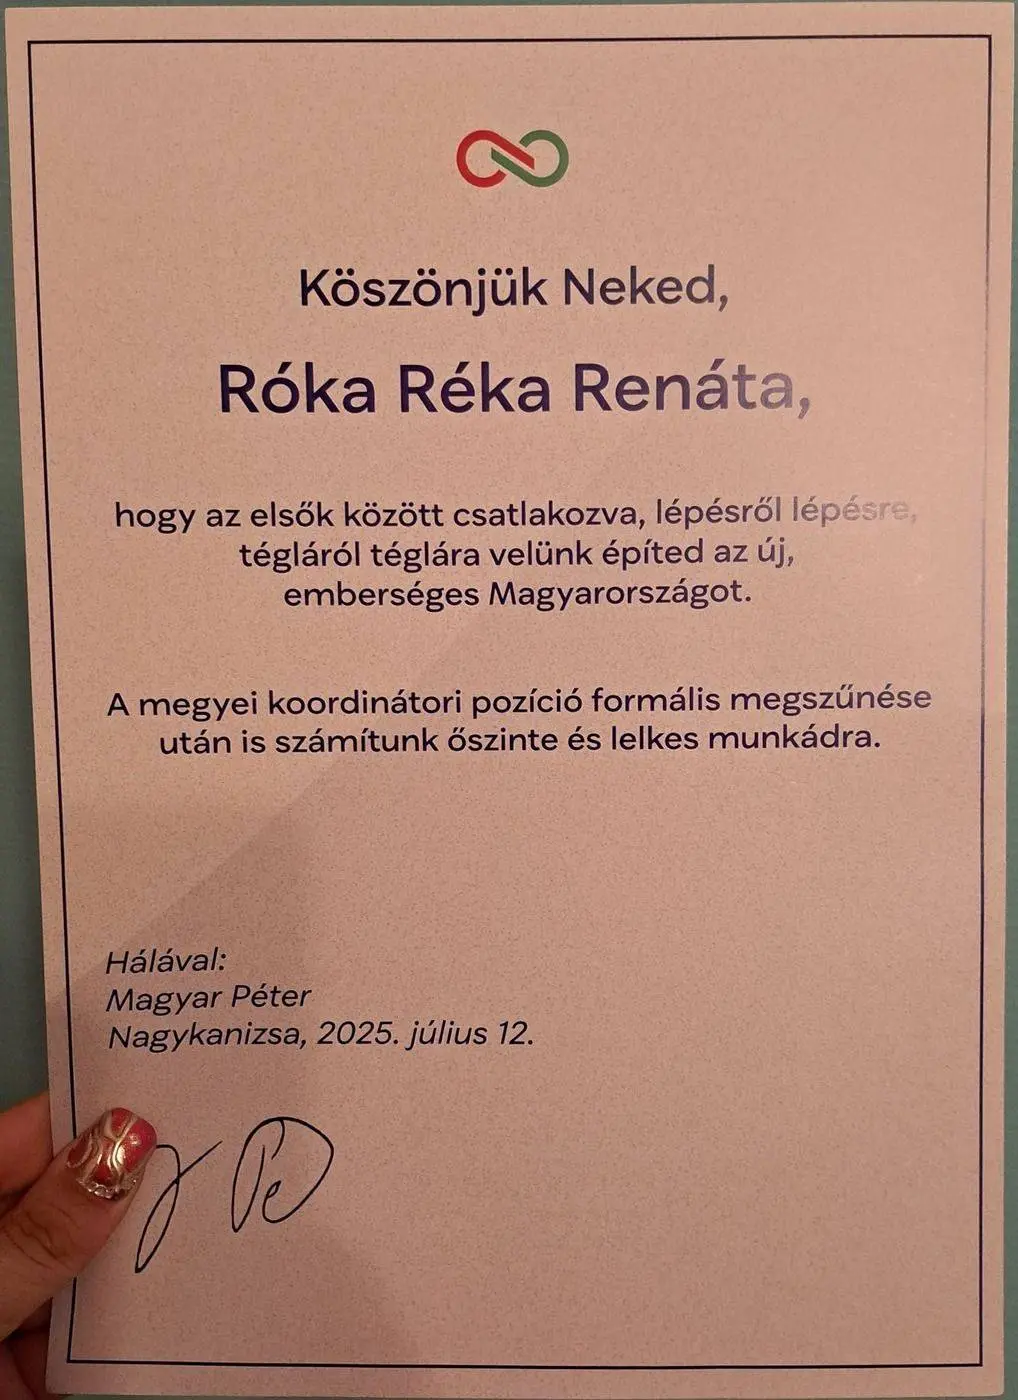 Köszönjük Neked,
Róka Réka Renáta,
hogy az elsők között csatlakozva, lépésről lépésre,
tégláról téglára velünk építed az új,
emberséges Magyarországot.
A megyei koordinátori pozíció formális megszűnése
után is számítunk őszinte és lelkes munkádra.
Hálával:
Magyar Péter
Nagykanizsa, 2025. július 12.